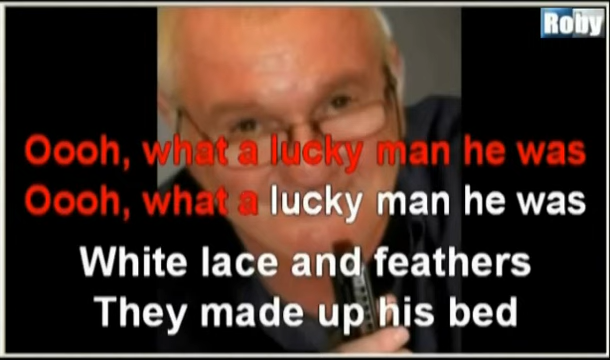 Roby
Oooh, what a lucky man he was
Oooh, what a lucky man he was
White lace and feathers
They made up his bed